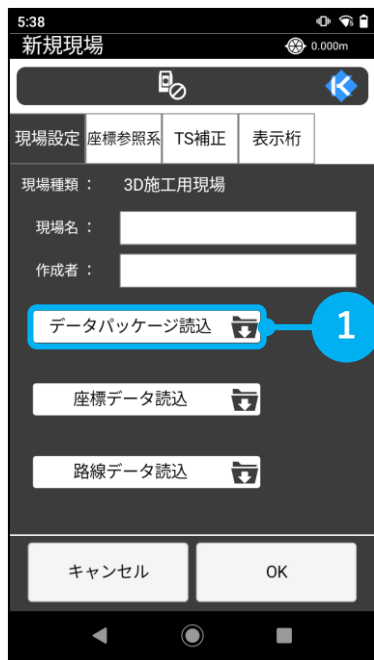 5:38
新規現場
0.000m
現場設定 座標参照系 TS補正 表示桁
現場種類 : 3D施工用現場
現場名 :
作成者 :
データパッケージ読込
1
座標データ読込
路線データ読込
キャンセル OK